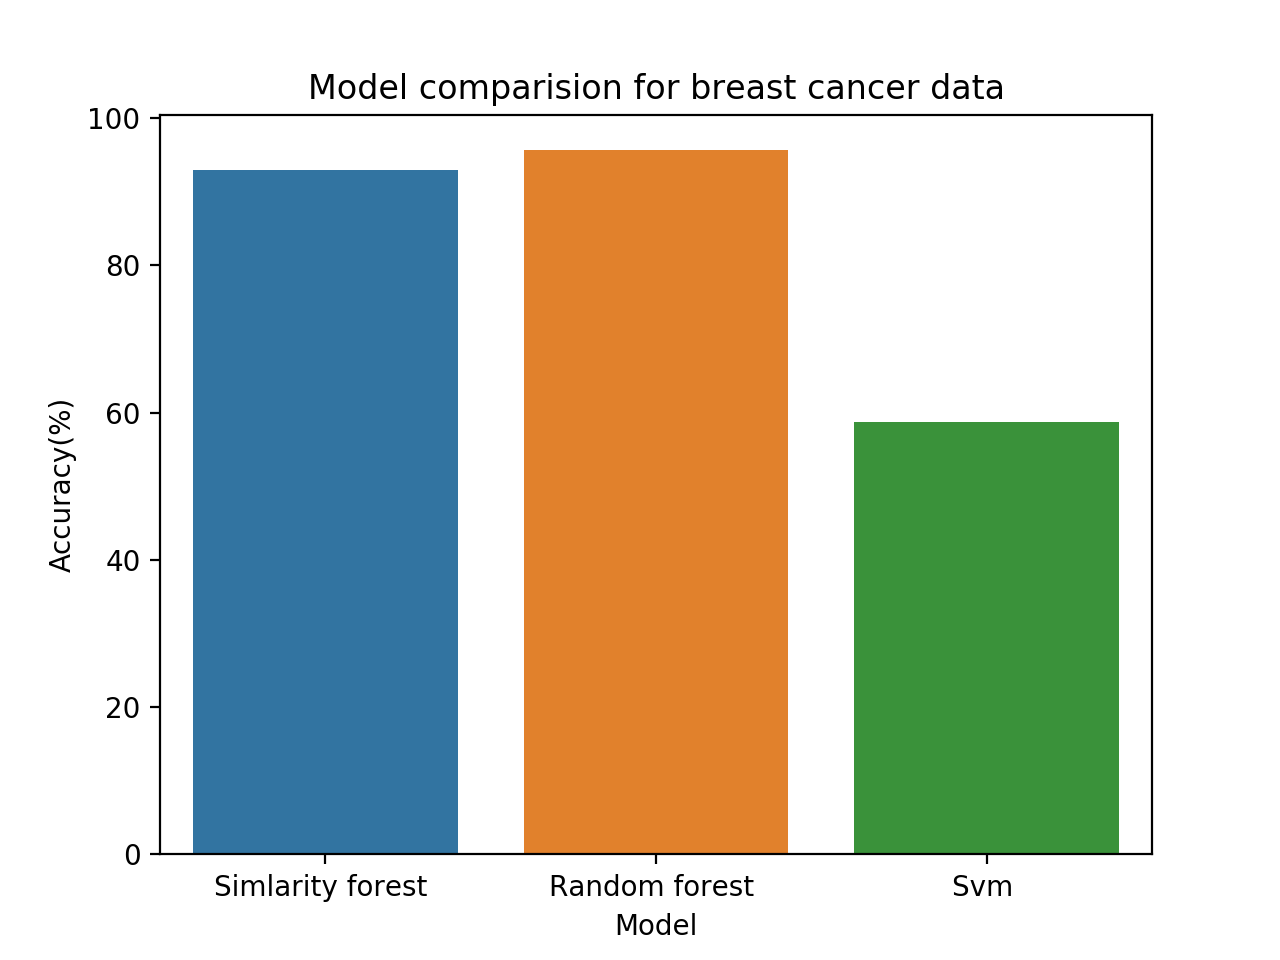 Model comparision for breast cancer data
100
80
60
40
20
0
Accuracy(%)
Simlarity forest
Random forest
Svm
Model